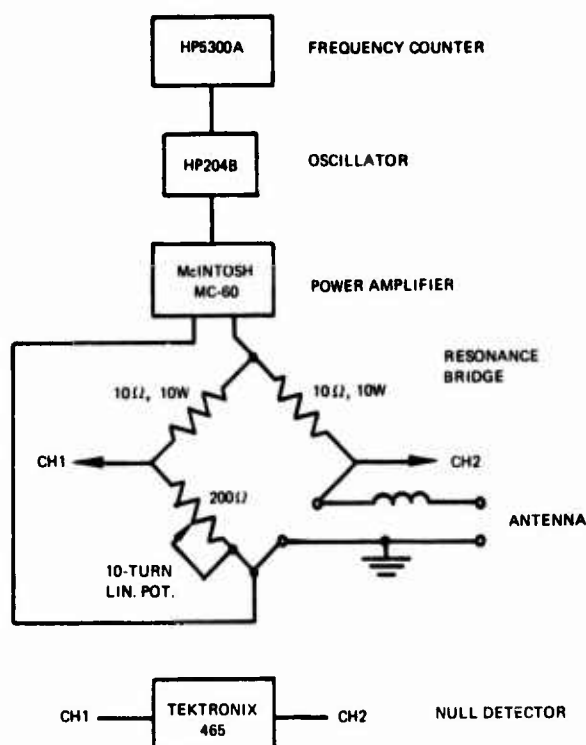 HP5300A
FREQUENCY COUNTER
HP204B
OSCILLATOR
McINTOSH
MC-60
POWER AMPLIFIER
RESONANCE
BRIDGE
10Ω, 10W
10Ω, 10W
CH1
CH2
200Ω
ANTENNA
10-TURN
LIN. POT.
CH1
TEKTRONIX
465
CH2
NULL DETECTOR